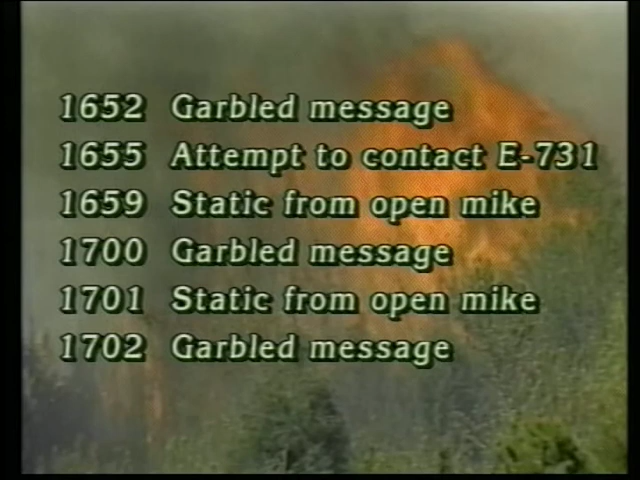 1652 Garbled message
1655 Attempt to contact E-731
1659 Static from open mike
1700 Garbled message
1701 Static from open mike
1702 Garbled message